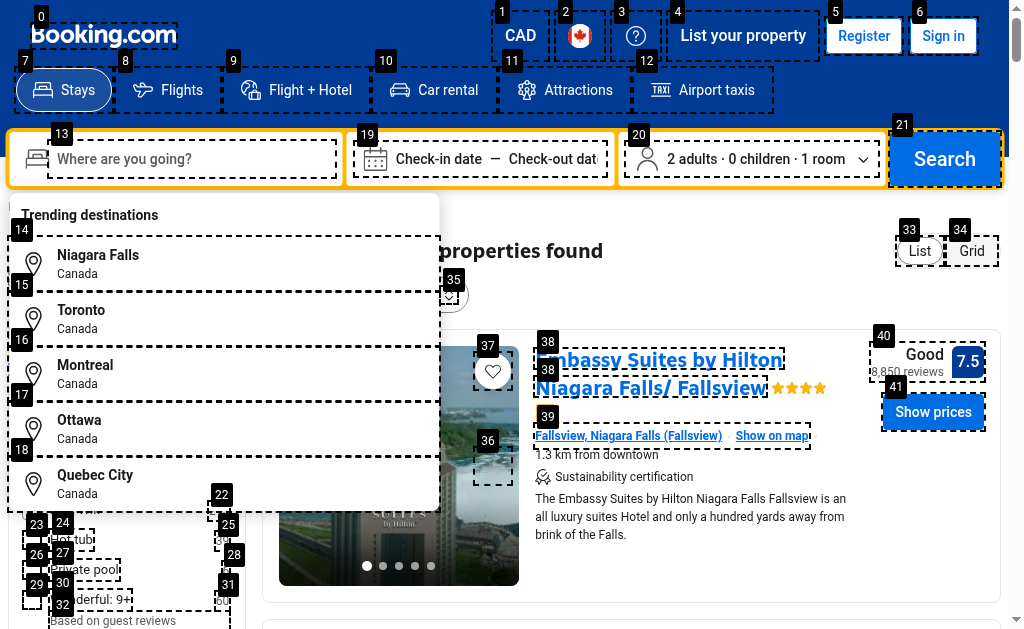 Booking.com
CAD
List your property
Register
Sign in
Stays
Flights
Flight + Hotel
Car rental
Attractions
Airport taxis
Where are you going?
Check-in date — Check-out dat
2 adults · 0 children · 1 room
Search
Trending destinations
Niagara Falls
Canada
Toronto
Canada
Montreal
Canada
Ottawa
Canada
Quebec City
Canada
properties found
List
Grid
Embassy Suites by Hilton
Niagara Falls/ Fallsview
Good
8,850 reviews
7.5
Show prices
Fallsview, Niagara Falls (Fallsview)
Show on map
1.3 km from downtown
Sustainability certification
The Embassy Suites by Hilton Niagara Falls Fallsview is an
all luxury suites Hotel and only a hundred yards away from
brink of the Falls.
SUITES
by Hilton
Hot tub
39
Private pool
Wonderful: 9+
60
Based on guest reviews
0
1
2
3
4
5
6
7
8
9
10
11
12
13
14
15
16
17
18
19
20
21
22
23
24
25
26
27
28
29
30
31
32
33
34
35
36
37
38
38
39
40
41